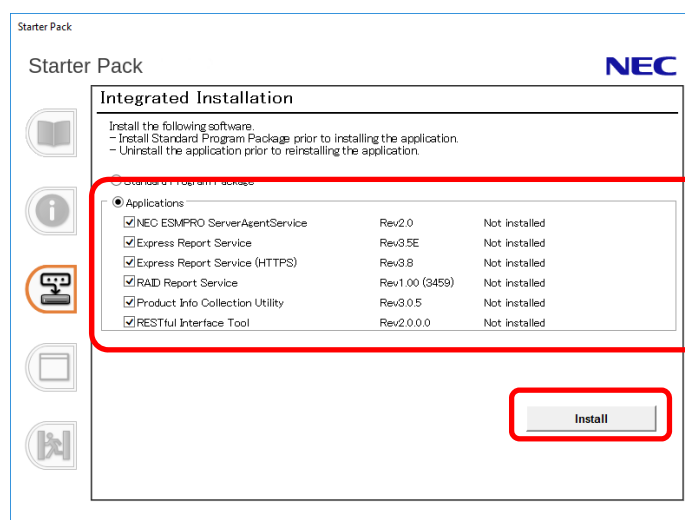 Starter Pack
Starter Pack
NEC
Integrated Installation
Install the following software.
- Install Standard Program Package prior to installing the application.
- Uninstall the application prior to reinstalling the application.
Standard Program Package
Applications
NEC ESMPRO ServerAgentService Rev2.0 Not installed
Express Report Service Rev3.5E Not installed
Express Report Service (HTTPS) Rev3.8 Not installed
RAID Report Service Rev1.00 (3459) Not installed
Product Info Collection Utility Rev3.0.5 Not installed
RESTful Interface Tool Rev2.0.0.0 Not installed
Install